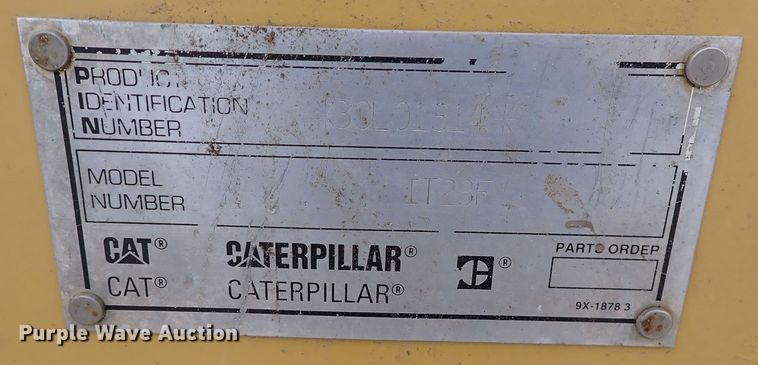 PRODUCT
IDENTIFICATION
NUMBER
MODEL IT28F
NUMBER
CAT® CATERPILLAR® ®
CAT® CATERPILLAR®
PARTS ORDER
9X-1878 3
Purple Wave Auction